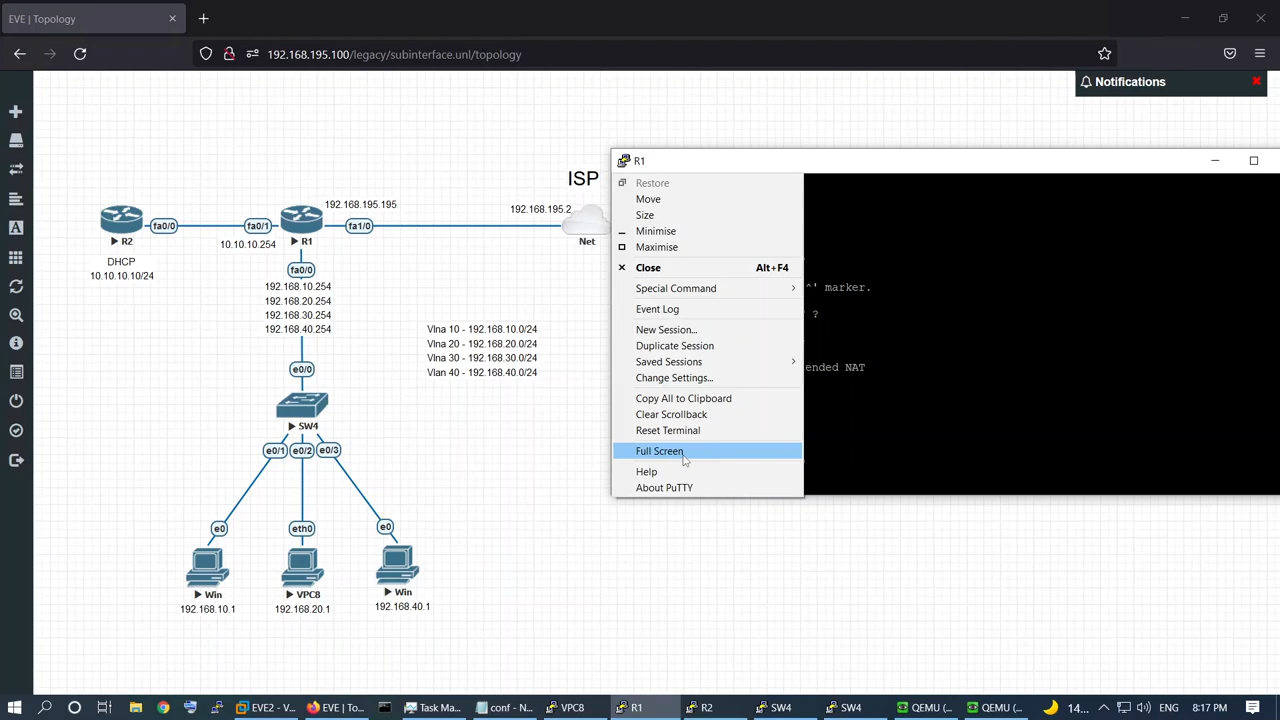 EVE | Topology
192.168.195.100/legacy/subinterface.unl/topology
Notifications
R1
Restore
Move
Size
Minimise
Maximise
Close Alt+F4
Special Command
Event Log
New Session...
Duplicate Session
Saved Sessions
Change Settings...
Copy All to Clipboard
Clear Scrollback
Reset Terminal
Full Screen
Help
About PuTTY
^' marker.
' ?
ended NAT
ISP
192.168.195.195
192.168.195.2
fa0/0
fa0/1
fa1/0
R2
R1
Net
10.10.10.254
DHCP
10.10.10.10/24
fa0/0
192.168.10.254
192.168.20.254
192.168.30.254
192.168.40.254
Vlna 10 - 192.168.10.0/24
Vlna 20 - 192.168.20.0/24
Vlan 30 - 192.168.30.0/24
Vlan 40 - 192.168.40.0/24
e0/0
SW4
e0/1
e0/2
e0/3
e0
eth0
e0
Win
VPC8
Win
192.168.10.1
192.168.20.1
192.168.40.1
EVE2 - V...
EVE | To...
Task Ma...
conf - N...
VPC8
R1
R2
SW4
SW4
QEMU (...
QEMU (...
14...
ENG
8:17 PM